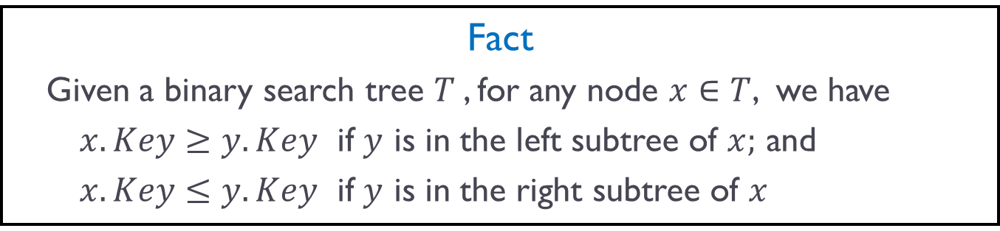 Fact
Given a binary search tree 𝑇 , for any node 𝑥 ∈ 𝑇, we have
𝑥. 𝐾𝑒𝑦 ≥ 𝑦. 𝐾𝑒𝑦 if 𝑦 is in the left subtree of 𝑥; and
𝑥. 𝐾𝑒𝑦 ≤ 𝑦. 𝐾𝑒𝑦 if 𝑦 is in the right subtree of 𝑥